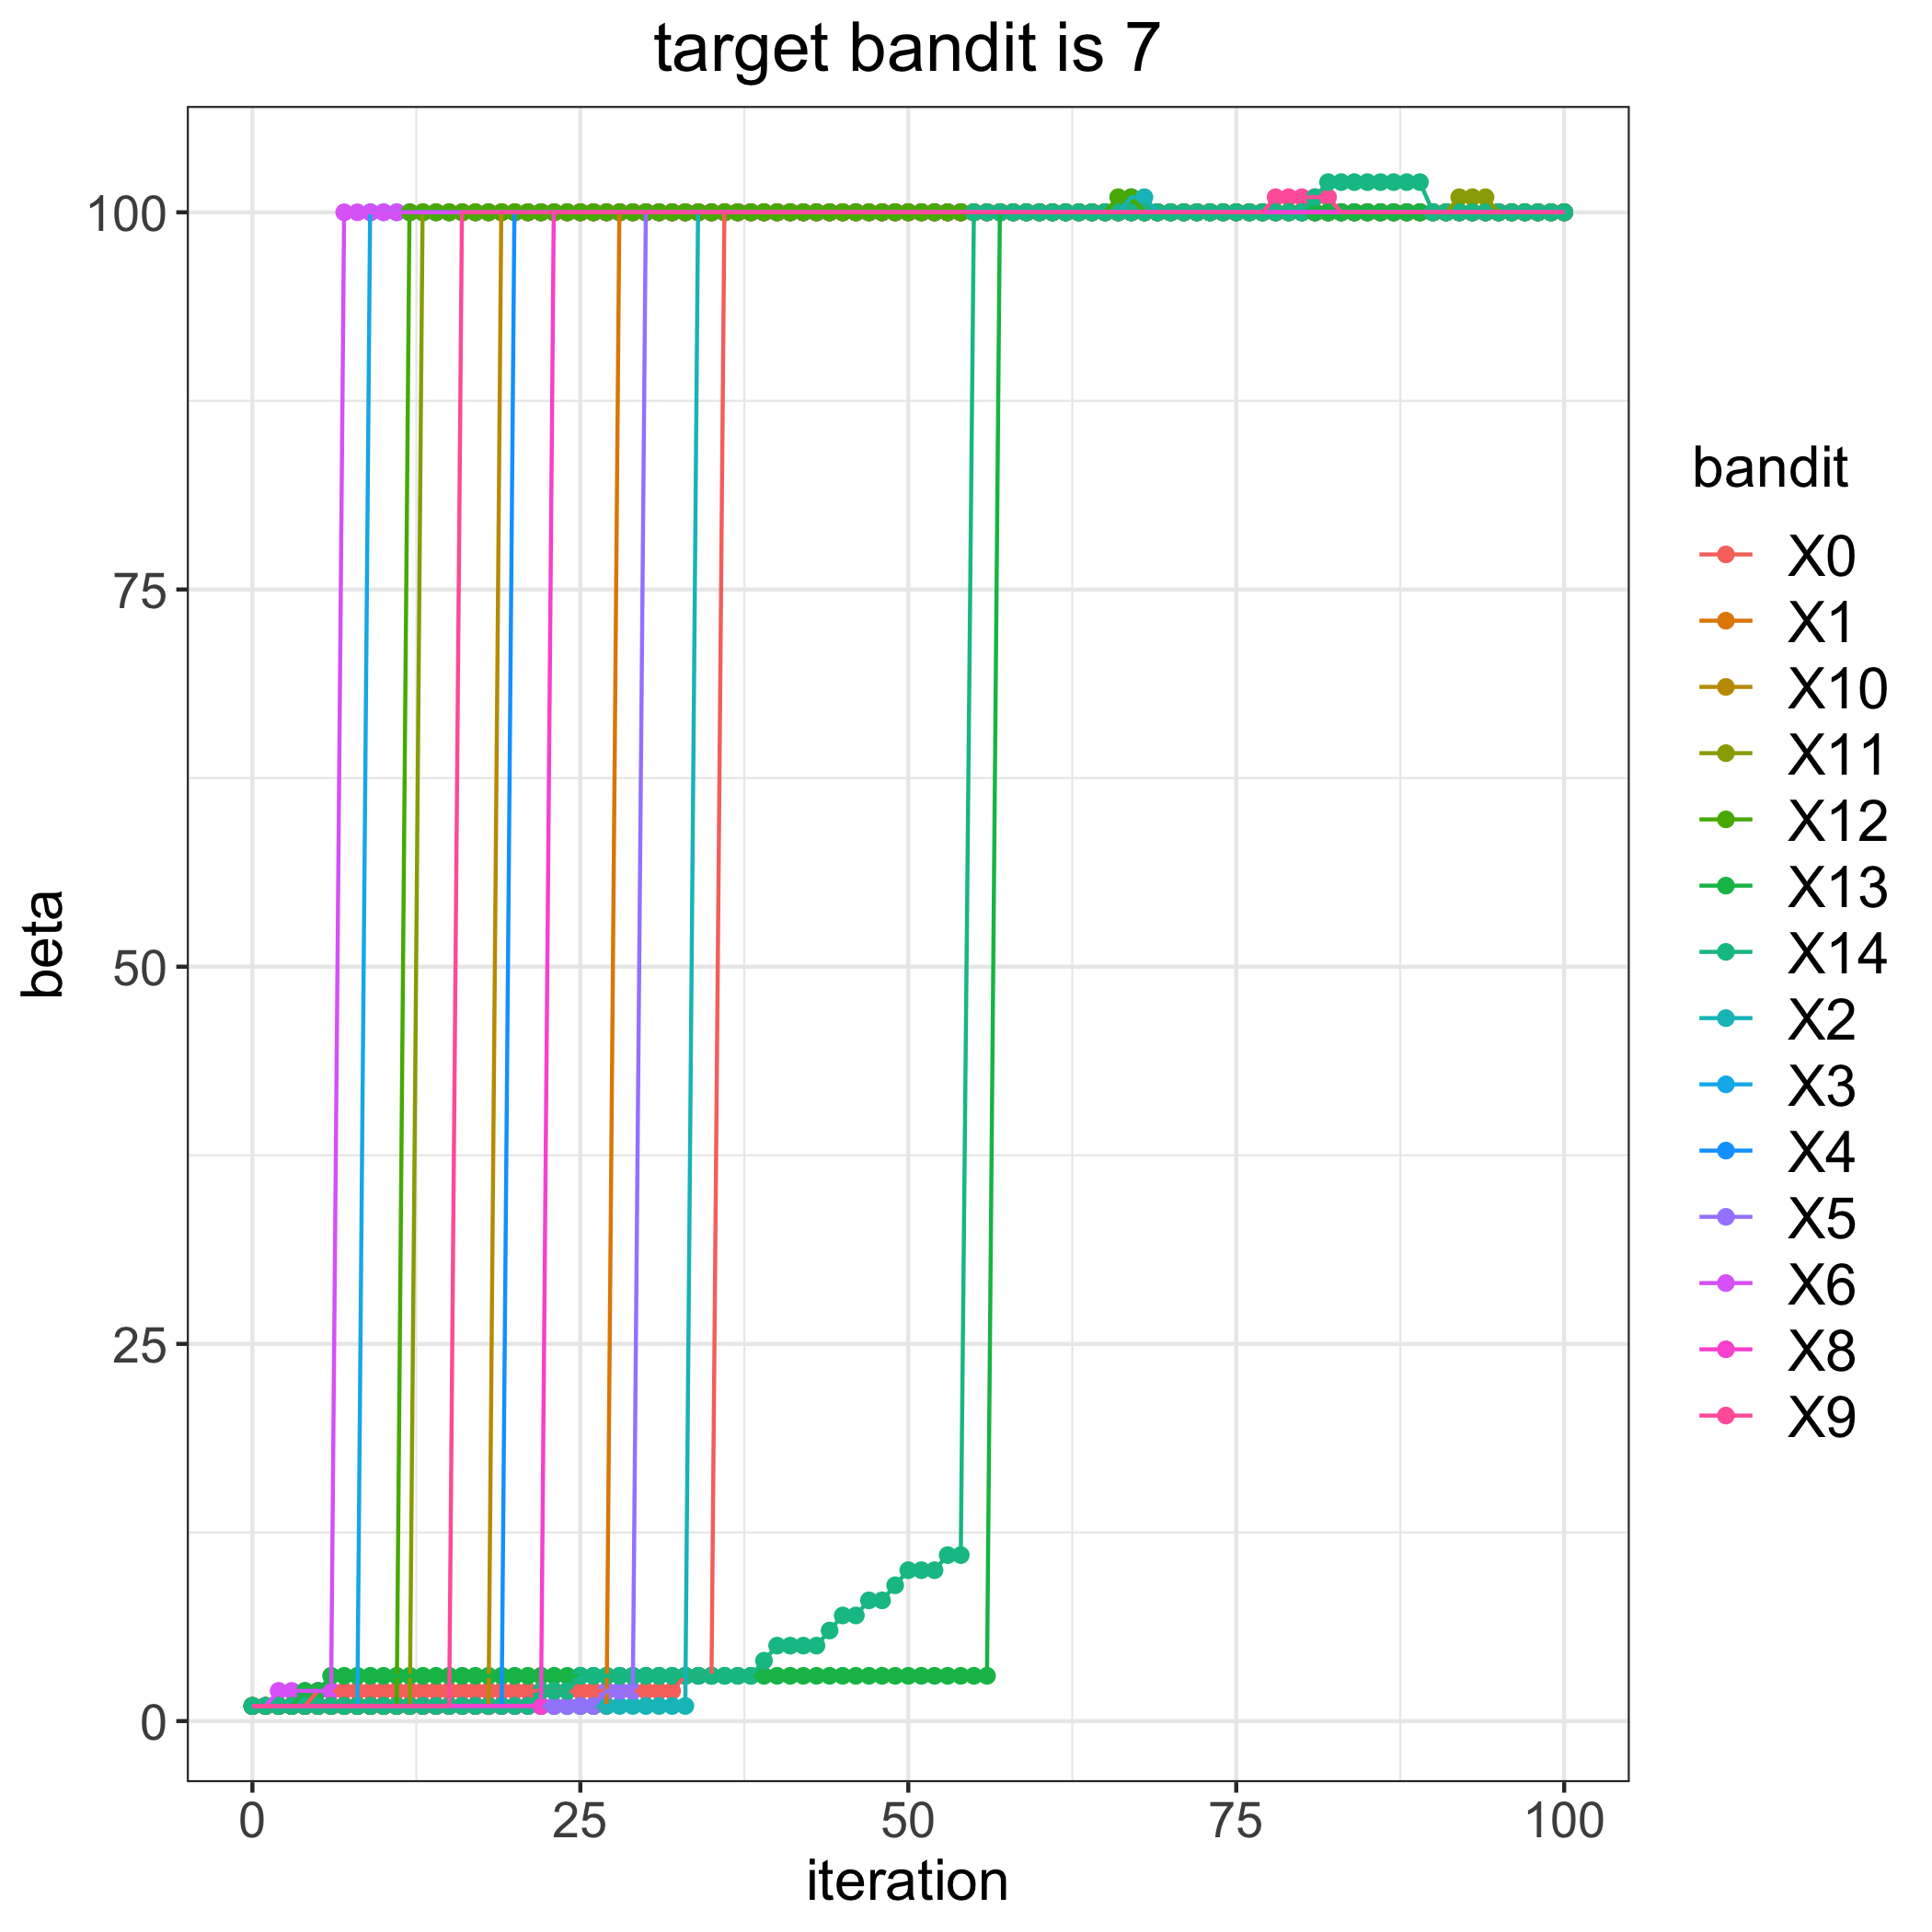 target bandit is 7
100
75
50
25
0
beta
0 25 50 75 100
iteration
bandit
X0
X1
X10
X11
X12
X13
X14
X2
X3
X4
X5
X6
X8
X9